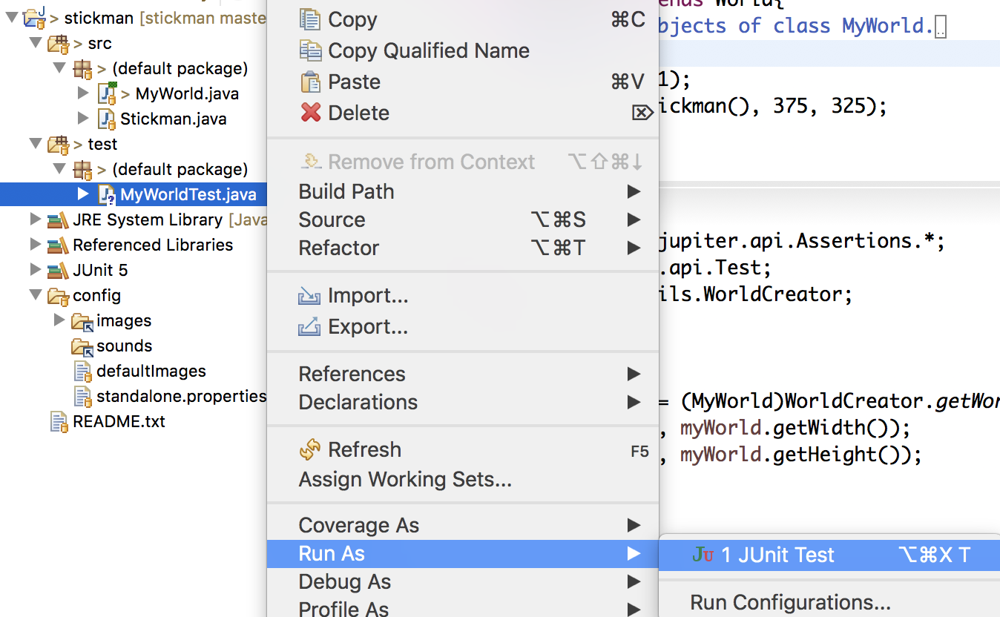 > stickman [stickman maste
> src
> (default package)
> MyWorld.java
Stickman.java
> test
> (default package)
MyWorldTest.java
JRE System Library [Java
Referenced Libraries
JUnit 5
config
images
sounds
defaultImages
standalone.properties
README.txt
Copy ⌘C
Copy Qualified Name
Paste ⌘V
Delete ⌦
Remove from Context ⌥⇧⌘↓
Build Path
Source ⌥⌘S
Refactor ⌥⌘T
Import...
Export...
References
Declarations
Refresh F5
Assign Working Sets...
Coverage As
Run As
Debug As
Profile As
Ju 1 JUnit Test ⌥⌘X T
Run Configurations...
ends World{
bjects of class MyWorld...
1);
ickman(), 375, 325);
jupiter.api.Assertions.*;
.api.Test;
ils.WorldCreator;
= (MyWorld)WorldCreator.getWor
, myWorld.getWidth());
, myWorld.getHeight());